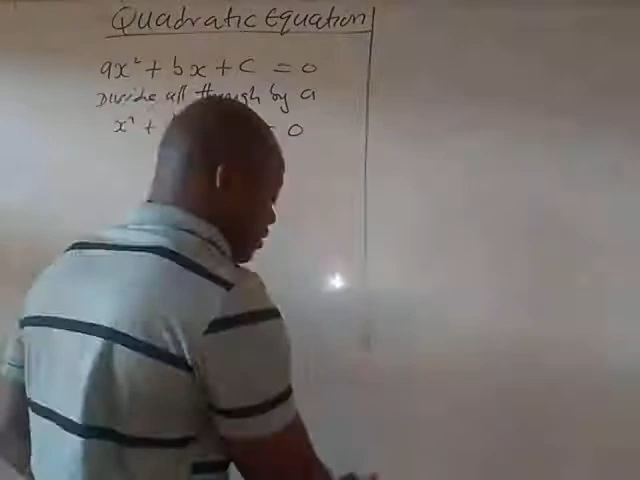 Quadratic Equation
ax² + bx + c = 0
Divide all through by a
x² + = 0